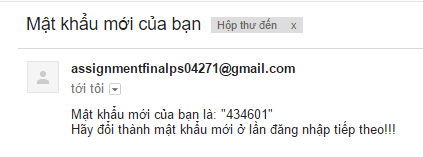 Mật khẩu mới của bạn Hộp thư đến x
assignmentfinalps04271@gmail.com
tới tôi
Mật khẩu mới của bạn là: "434601"
Hãy đổi thành mật khẩu mới ở lần đăng nhập tiếp theo!!!